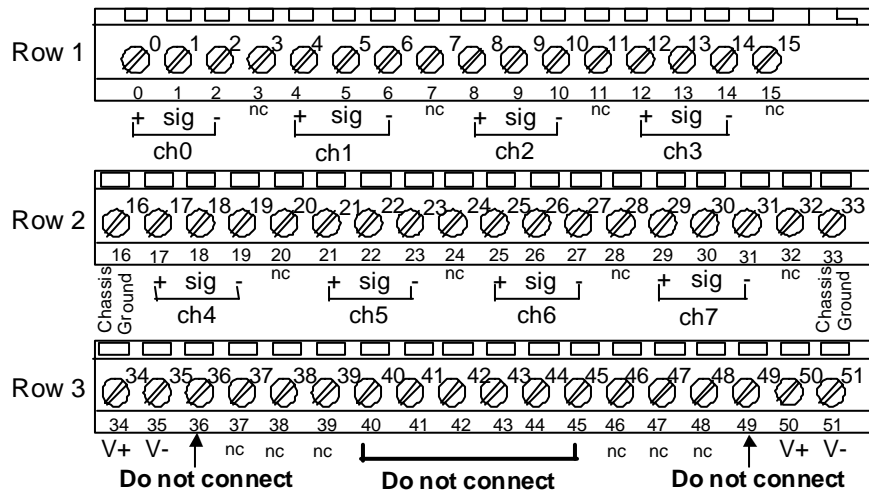 0 1 2 3 4 5 6 7 8 9 10 11 12 13 14 15
Row 1
0 1 2 3 4 5 6 7 8 9 10 11 12 13 14 15
nc nc nc nc
+ sig - + sig - + sig - + sig -
ch0 ch1 ch2 ch3
16 17 18 19 20 21 22 23 24 25 26 27 28 29 30 31 32 33
Row 2
16 17 18 19 20 21 22 23 24 25 26 27 28 29 30 31 32 33
nc nc nc nc
+ sig - + sig - + sig - + sig -
Chassis Ground ch4 ch5 ch6 ch7 Chassis Ground
34 35 36 37 38 39 40 41 42 43 44 45 46 47 48 49 50 51
Row 3
34 35 36 37 38 39 40 41 42 43 44 45 46 47 48 49 50 51
V+ V- nc nc nc nc nc nc V+ V-
Do not connect Do not connect Do not connect